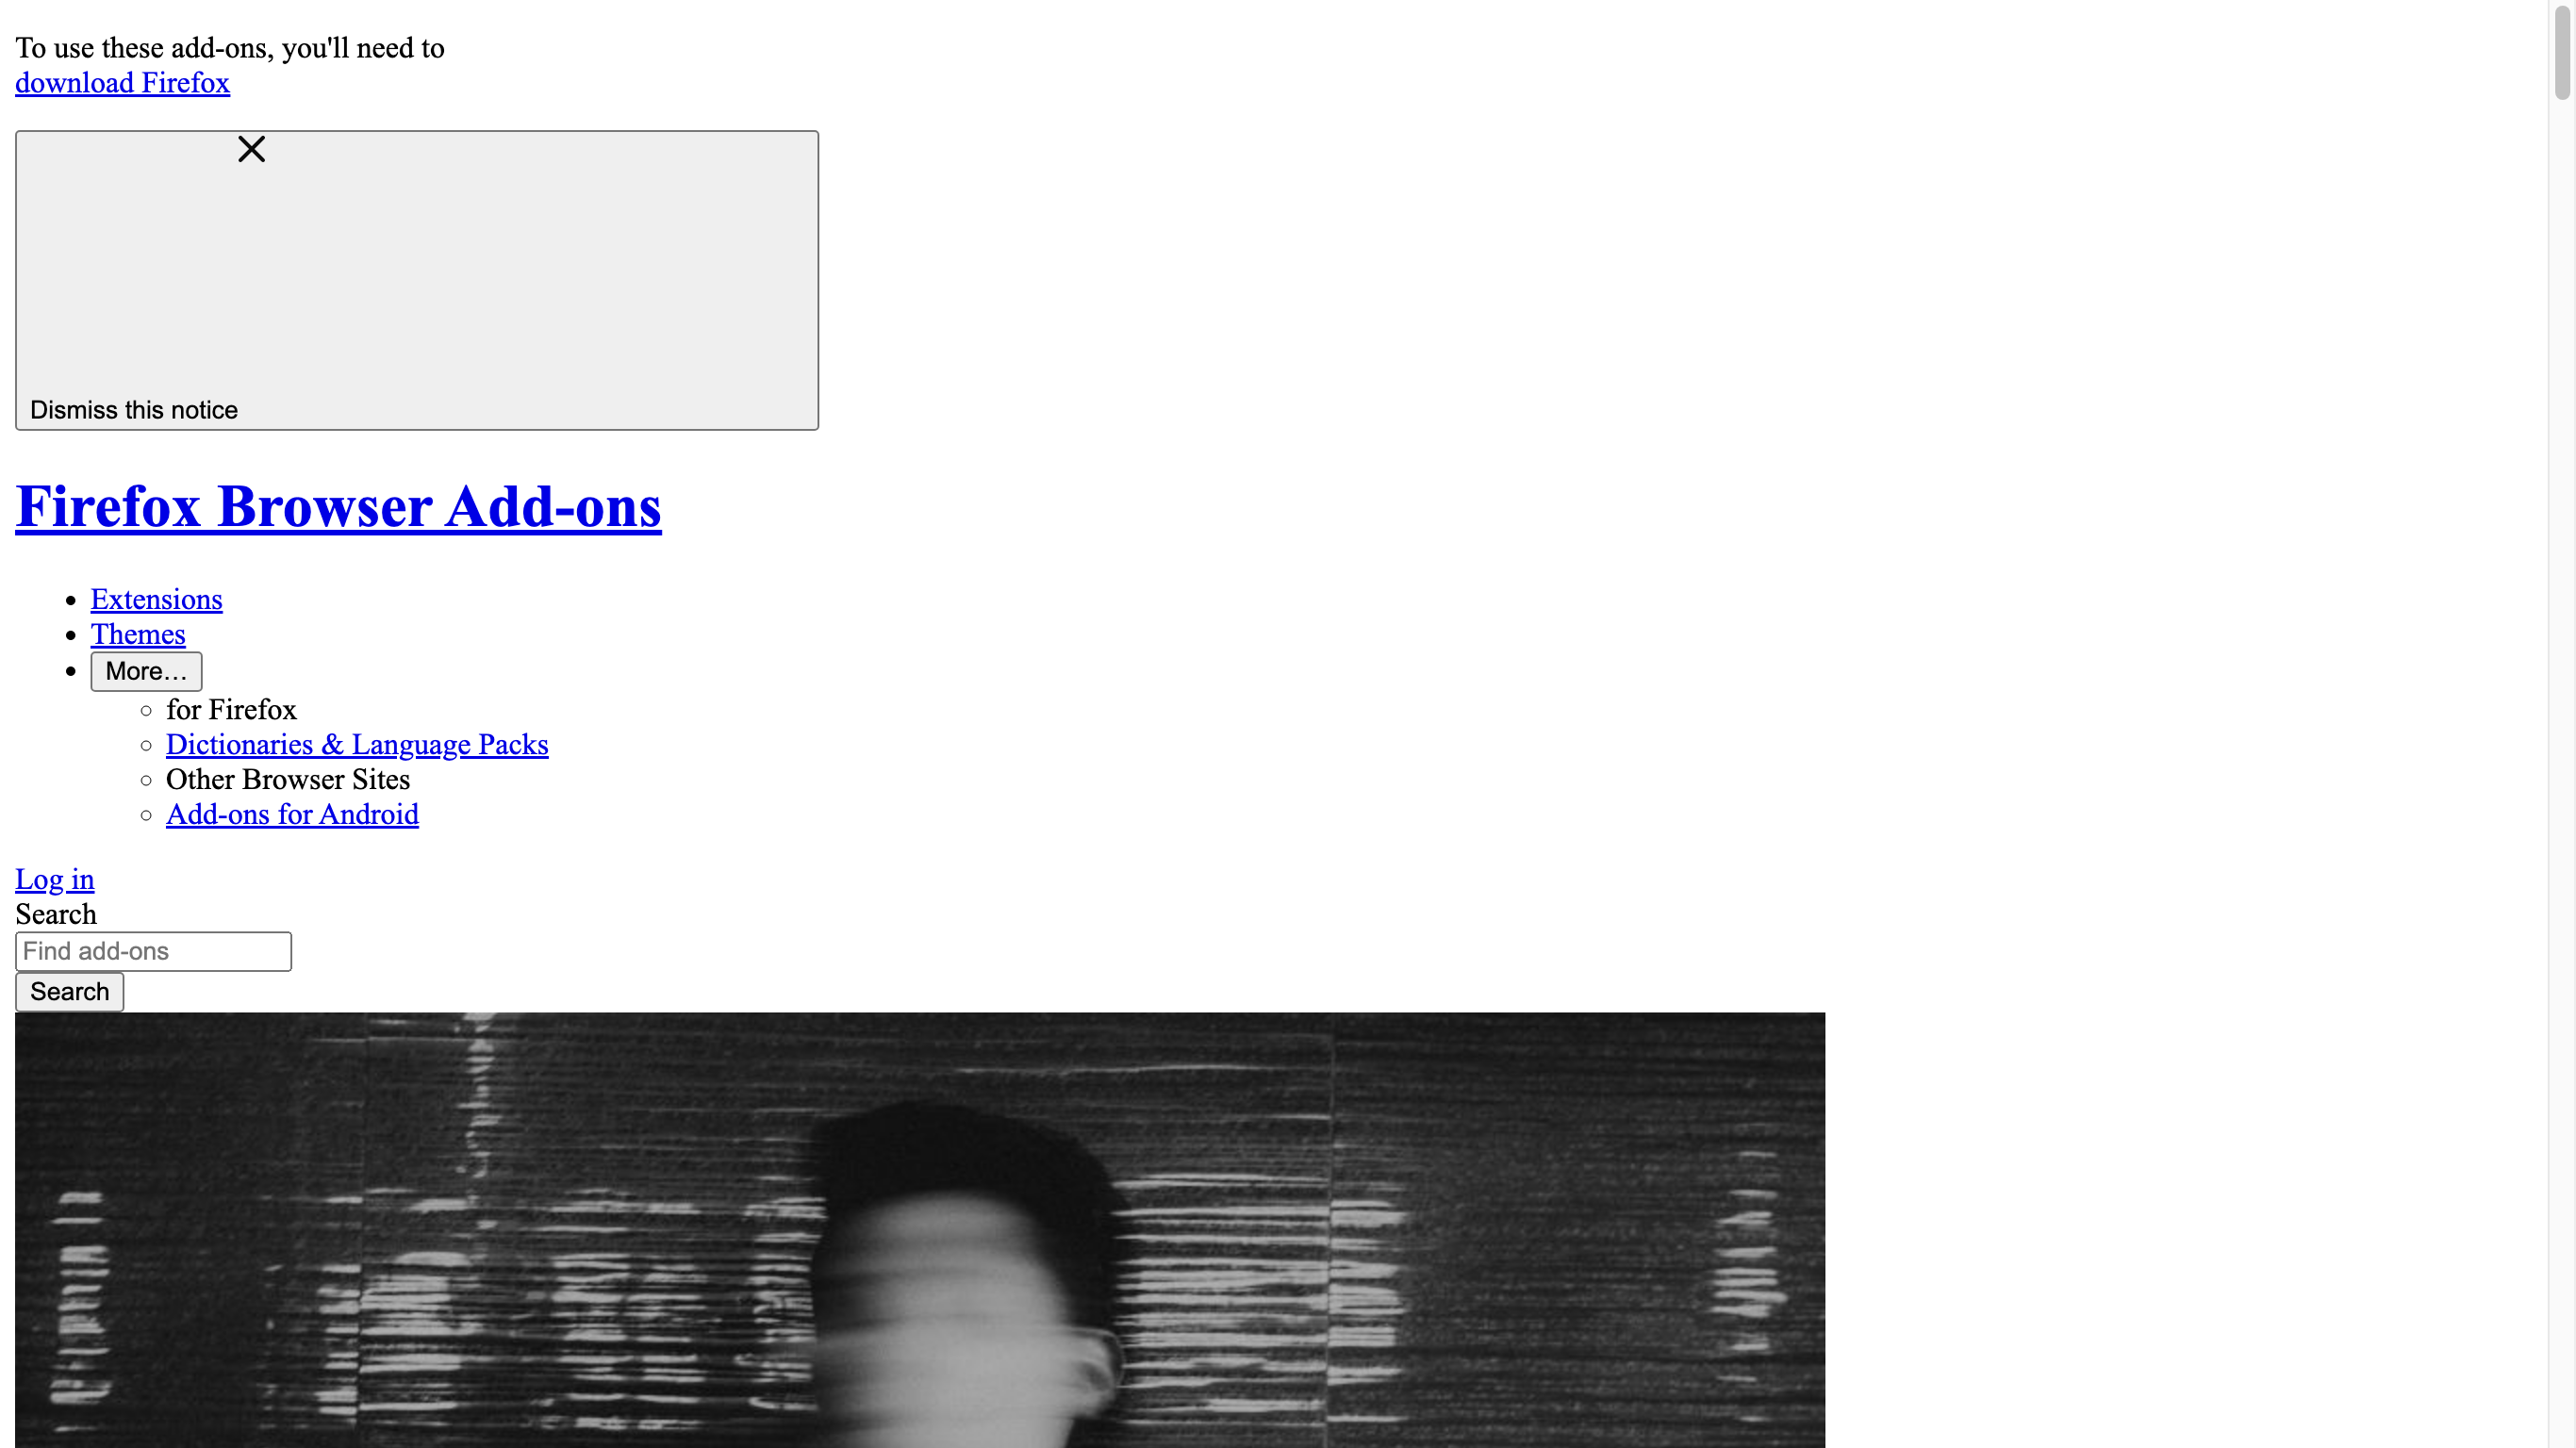 To use these add-ons, you'll need to
download Firefox
Dismiss this notice
Firefox Browser Add-ons
Extensions
Themes
More…
for Firefox
Dictionaries & Language Packs
Other Browser Sites
Add-ons for Android
Log in
Search
Find add-ons
Search